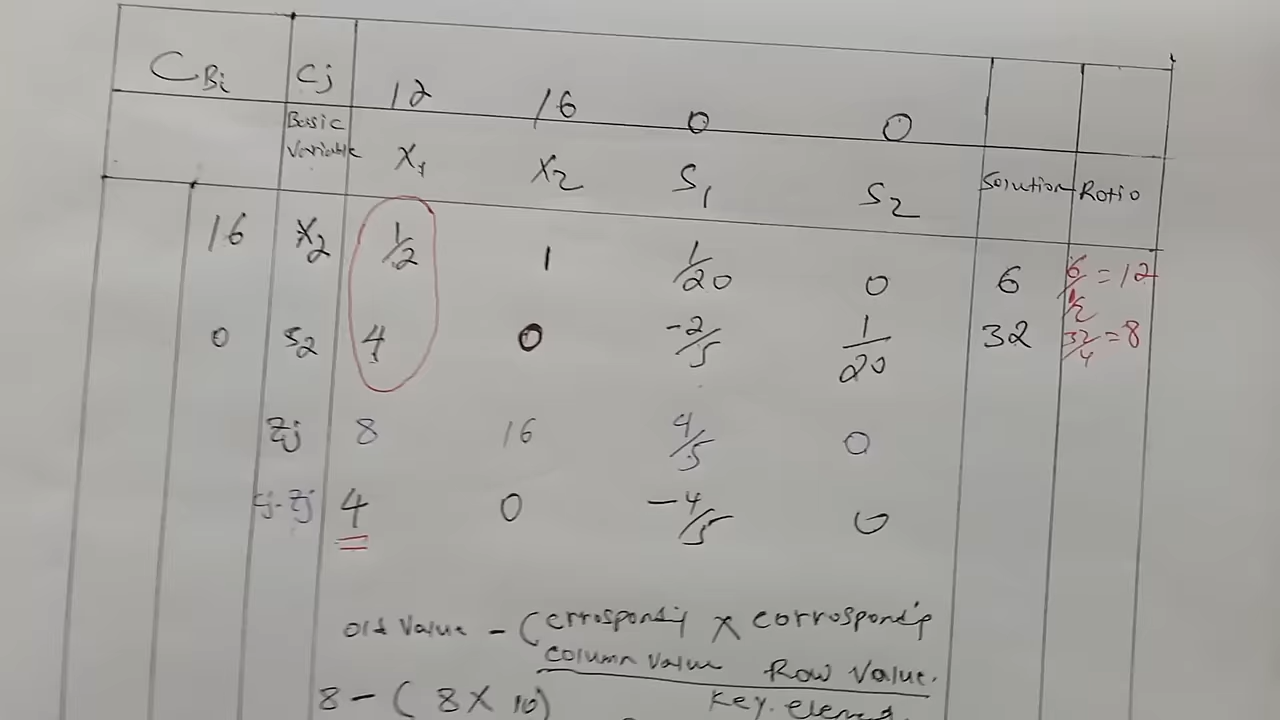 CBi Cj 12 16 0 0
Basic Variable X1 X2 S1 S2 Solution Ratio
16 X2 1/2 1 1/20 0 6 6/1/2 = 12
0 S2 4 0 -2/5 1/20 32 32/4 = 8
Zj 8 16 4/5 0
Cj-Zj 4 0 -4/5 0
Old Value - (Corresponding X corresponding
column value Row Value.
8 - ( 8 X 10) Key. element